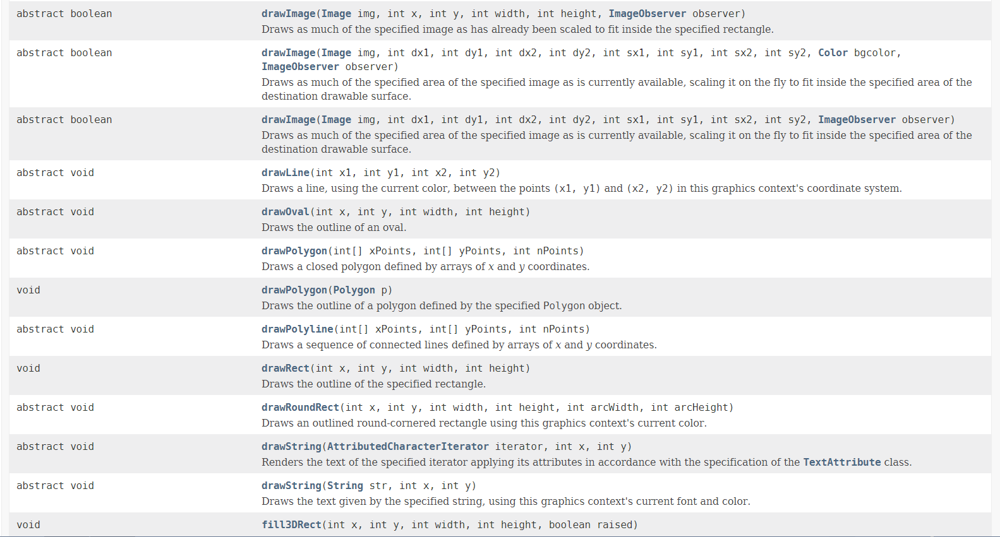 abstract boolean drawImage(Image img, int x, int y, int width, int height, ImageObserver observer)
Draws as much of the specified image as has already been scaled to fit inside the specified rectangle.
abstract boolean drawImage(Image img, int dx1, int dy1, int dx2, int dy2, int sx1, int sy1, int sx2, int sy2, Color bgcolor,
ImageObserver observer)
Draws as much of the specified area of the specified image as is currently available, scaling it on the fly to fit inside the specified area of the
destination drawable surface.
abstract boolean drawImage(Image img, int dx1, int dy1, int dx2, int dy2, int sx1, int sy1, int sx2, int sy2, ImageObserver observer)
Draws as much of the specified area of the specified image as is currently available, scaling it on the fly to fit inside the specified area of the
destination drawable surface.
abstract void drawLine(int x1, int y1, int x2, int y2)
Draws a line, using the current color, between the points (x1, y1) and (x2, y2) in this graphics context's coordinate system.
abstract void drawOval(int x, int y, int width, int height)
Draws the outline of an oval.
abstract void drawPolygon(int[] xPoints, int[] yPoints, int nPoints)
Draws a closed polygon defined by arrays of x and y coordinates.
void drawPolygon(Polygon p)
Draws the outline of a polygon defined by the specified Polygon object.
abstract void drawPolyline(int[] xPoints, int[] yPoints, int nPoints)
Draws a sequence of connected lines defined by arrays of x and y coordinates.
void drawRect(int x, int y, int width, int height)
Draws the outline of the specified rectangle.
abstract void drawRoundRect(int x, int y, int width, int height, int arcWidth, int arcHeight)
Draws an outlined round-cornered rectangle using this graphics context's current color.
abstract void drawString(AttributedCharacterIterator iterator, int x, int y)
Renders the text of the specified iterator applying its attributes in accordance with the specification of the TextAttribute class.
abstract void drawString(String str, int x, int y)
Draws the text given by the specified string, using this graphics context's current font and color.
void fill3DRect(int x, int y, int width, int height, boolean raised)